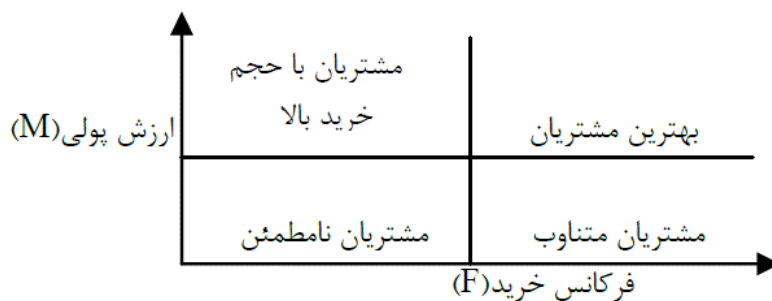 مشتریان با حجم
خرید بالا
بهترین مشتریان
ارزش پولی(M)
مشتریان متناوب
مشتریان نامطمئن
فرکانس خرید(F)